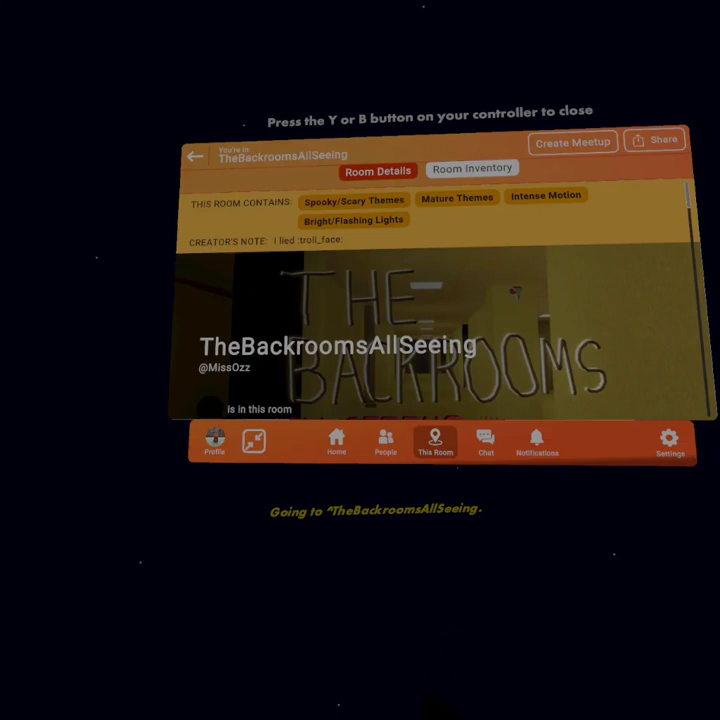 Press the Y or B button on your controller to close
You're in
TheBackroomsAllSeeing
Create Meetup
Share
Room Details
Room Inventory
THIS ROOM CONTAINS:
Spooky/Scary Themes
Mature Themes
Intense Motion
Bright/Flashing Lights
CREATOR'S NOTE: I lied :troll_face:
THE
BACKROOMS
TheBackroomsAllSeeing
@MissOzz
is in this room
Profile
Home
People
This Room
Chat
Notifications
Settings
Going to ^TheBackroomsAllSeeing.